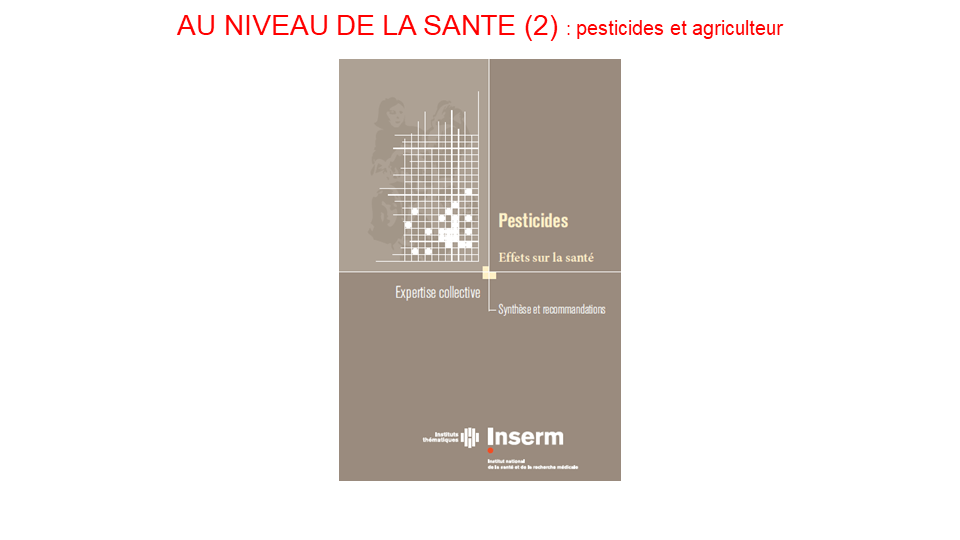 AU NIVEAU DE LA SANTE (2) : pesticides et agriculteur
Pesticides
Effets sur la santé
Expertise collective
Synthèse et recommandations
Instituts
thématiques
Inserm
Institut national
de la santé et de la recherche médicale